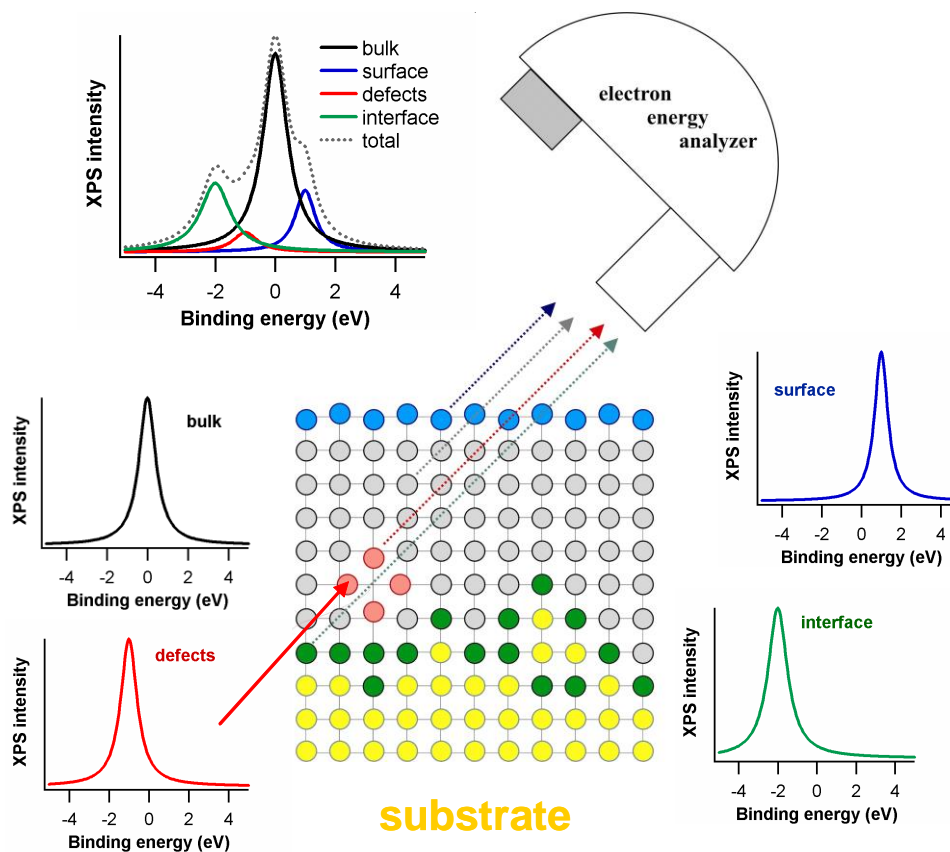 bulk
surface
defects
interface
total
XPS intensity
-4 -2 0 2 4
Binding energy (eV)
electron
energy
analyzer
bulk
XPS intensity
-4 -2 0 2 4
Binding energy (eV)
surface
XPS intensity
-4 -2 0 2 4
Binding energy (eV)
defects
XPS intensity
-4 -2 0 2 4
Binding energy (eV)
interface
XPS intensity
-4 -2 0 2 4
Binding energy (eV)
substrate